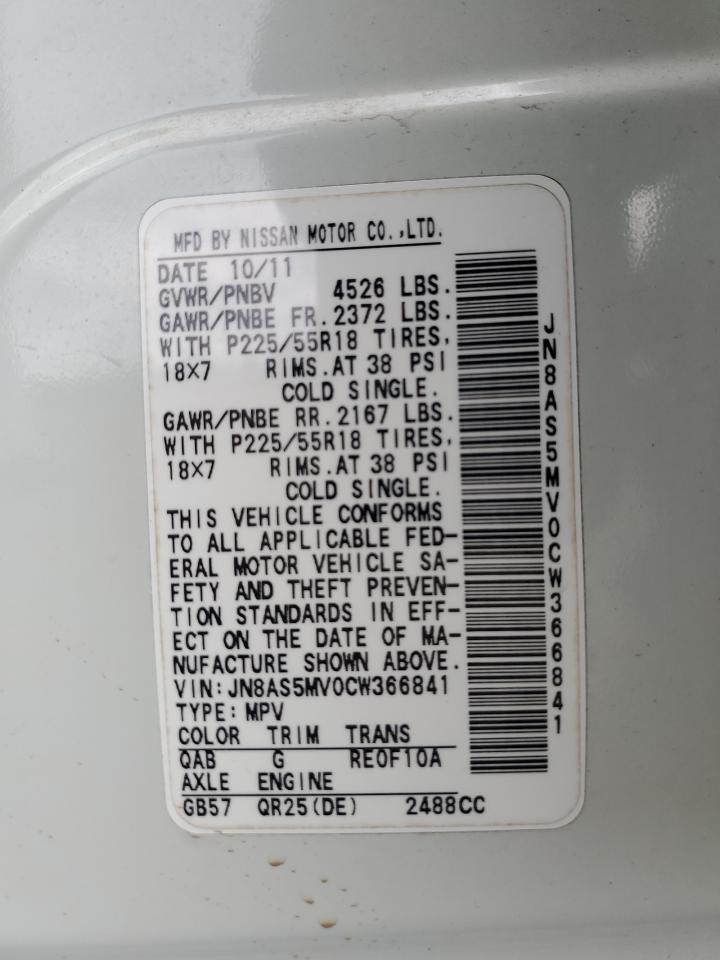 MFD BY NISSAN MOTOR CO.,LTD.
DATE 10/11
GVWR/PNBV 4526 LBS.
GAWR/PNBE FR.2372 LBS.
WITH P225/55R18 TIRES,
18X7 RIMS.AT 38 PSI
COLD SINGLE.
GAWR/PNBE RR.2167 LBS.
WITH P225/55R18 TIRES,
18X7 RIMS.AT 38 PSI
COLD SINGLE.
THIS VEHICLE CONFORMS
TO ALL APPLICABLE FED-
ERAL MOTOR VEHICLE SA-
FETY AND THEFT PREVEN-
TION STANDARDS IN EFF-
ECT ON THE DATE OF MA-
NUFACTURE SHOWN ABOVE.
VIN:JN8AS5MV0CW366841
TYPE:MPV
COLOR TRIM TRANS
QAB G RE0F10A
AXLE ENGINE
GB57 QR25(DE) 2488CC
JN8AS5MV0CW366841